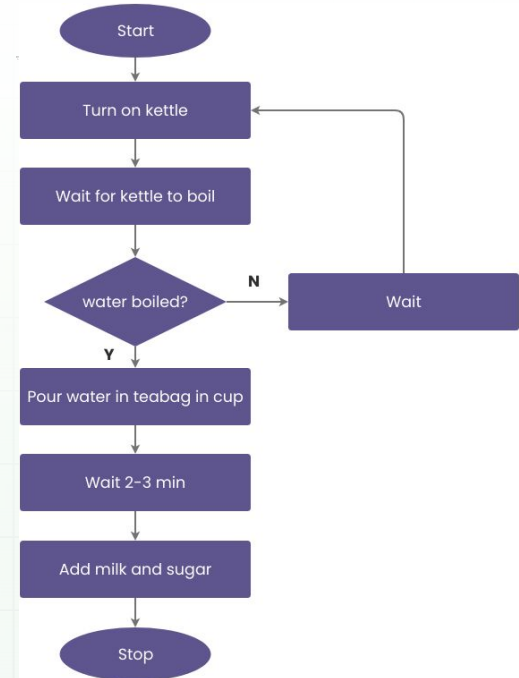 Start
Turn on kettle
Wait for kettle to boil
water boiled?
N
Wait
Y
Pour water in teabag in cup
Wait 2-3 min
Add milk and sugar
Stop